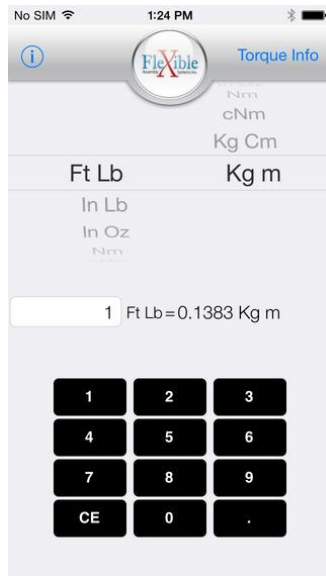 No SIM 1:24 PM
Torque Info
Flexible
Nm
cNm
Kg Cm
Ft Lb Kg m
In Lb
In Oz
Nm
1 Ft Lb=0.1383 Kg m
1 2 3
4 5 6
7 8 9
CE 0 .